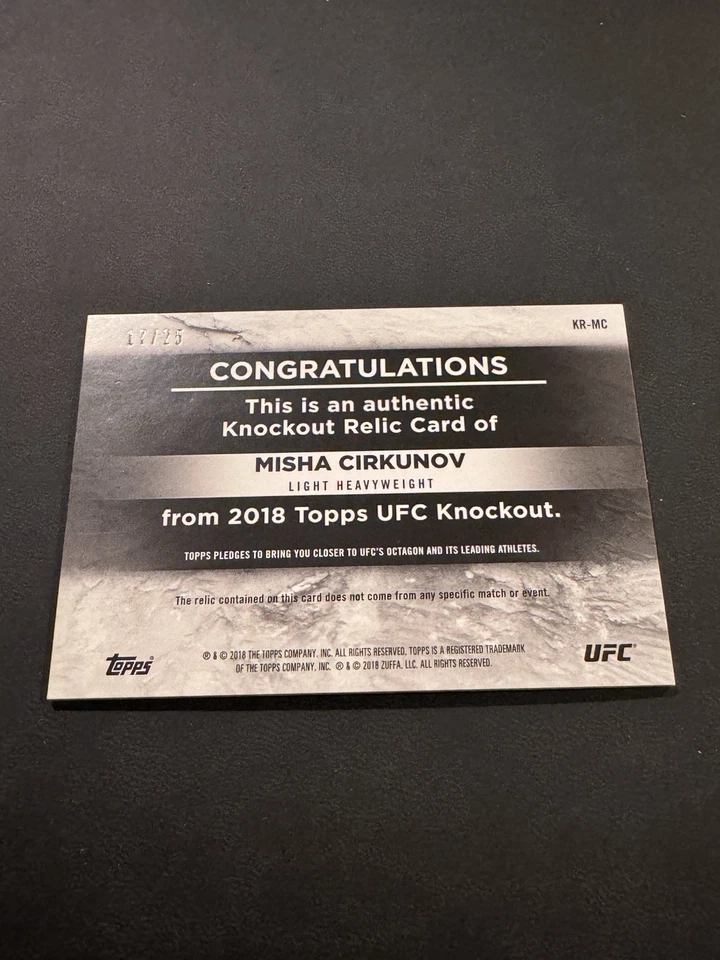 17/25
KR-MC
CONGRATULATIONS
This is an authentic
Knockout Relic Card of
MISHA CIRKUNOV
LIGHT HEAVYWEIGHT
from 2018 Topps UFC Knockout.
TOPPS PLEDGES TO BRING YOU CLOSER TO UFC'S OCTAGON AND ITS LEADING ATHLETES.
The relic contained on this card does not come from any specific match or event.
® & © 2018 THE TOPPS COMPANY, INC. ALL RIGHTS RESERVED. TOPPS IS A REGISTERED TRADEMARK
OF THE TOPPS COMPANY, INC. ® & © 2018 ZUFFA, LLC. ALL RIGHTS RESERVED.
topps®
UFC®